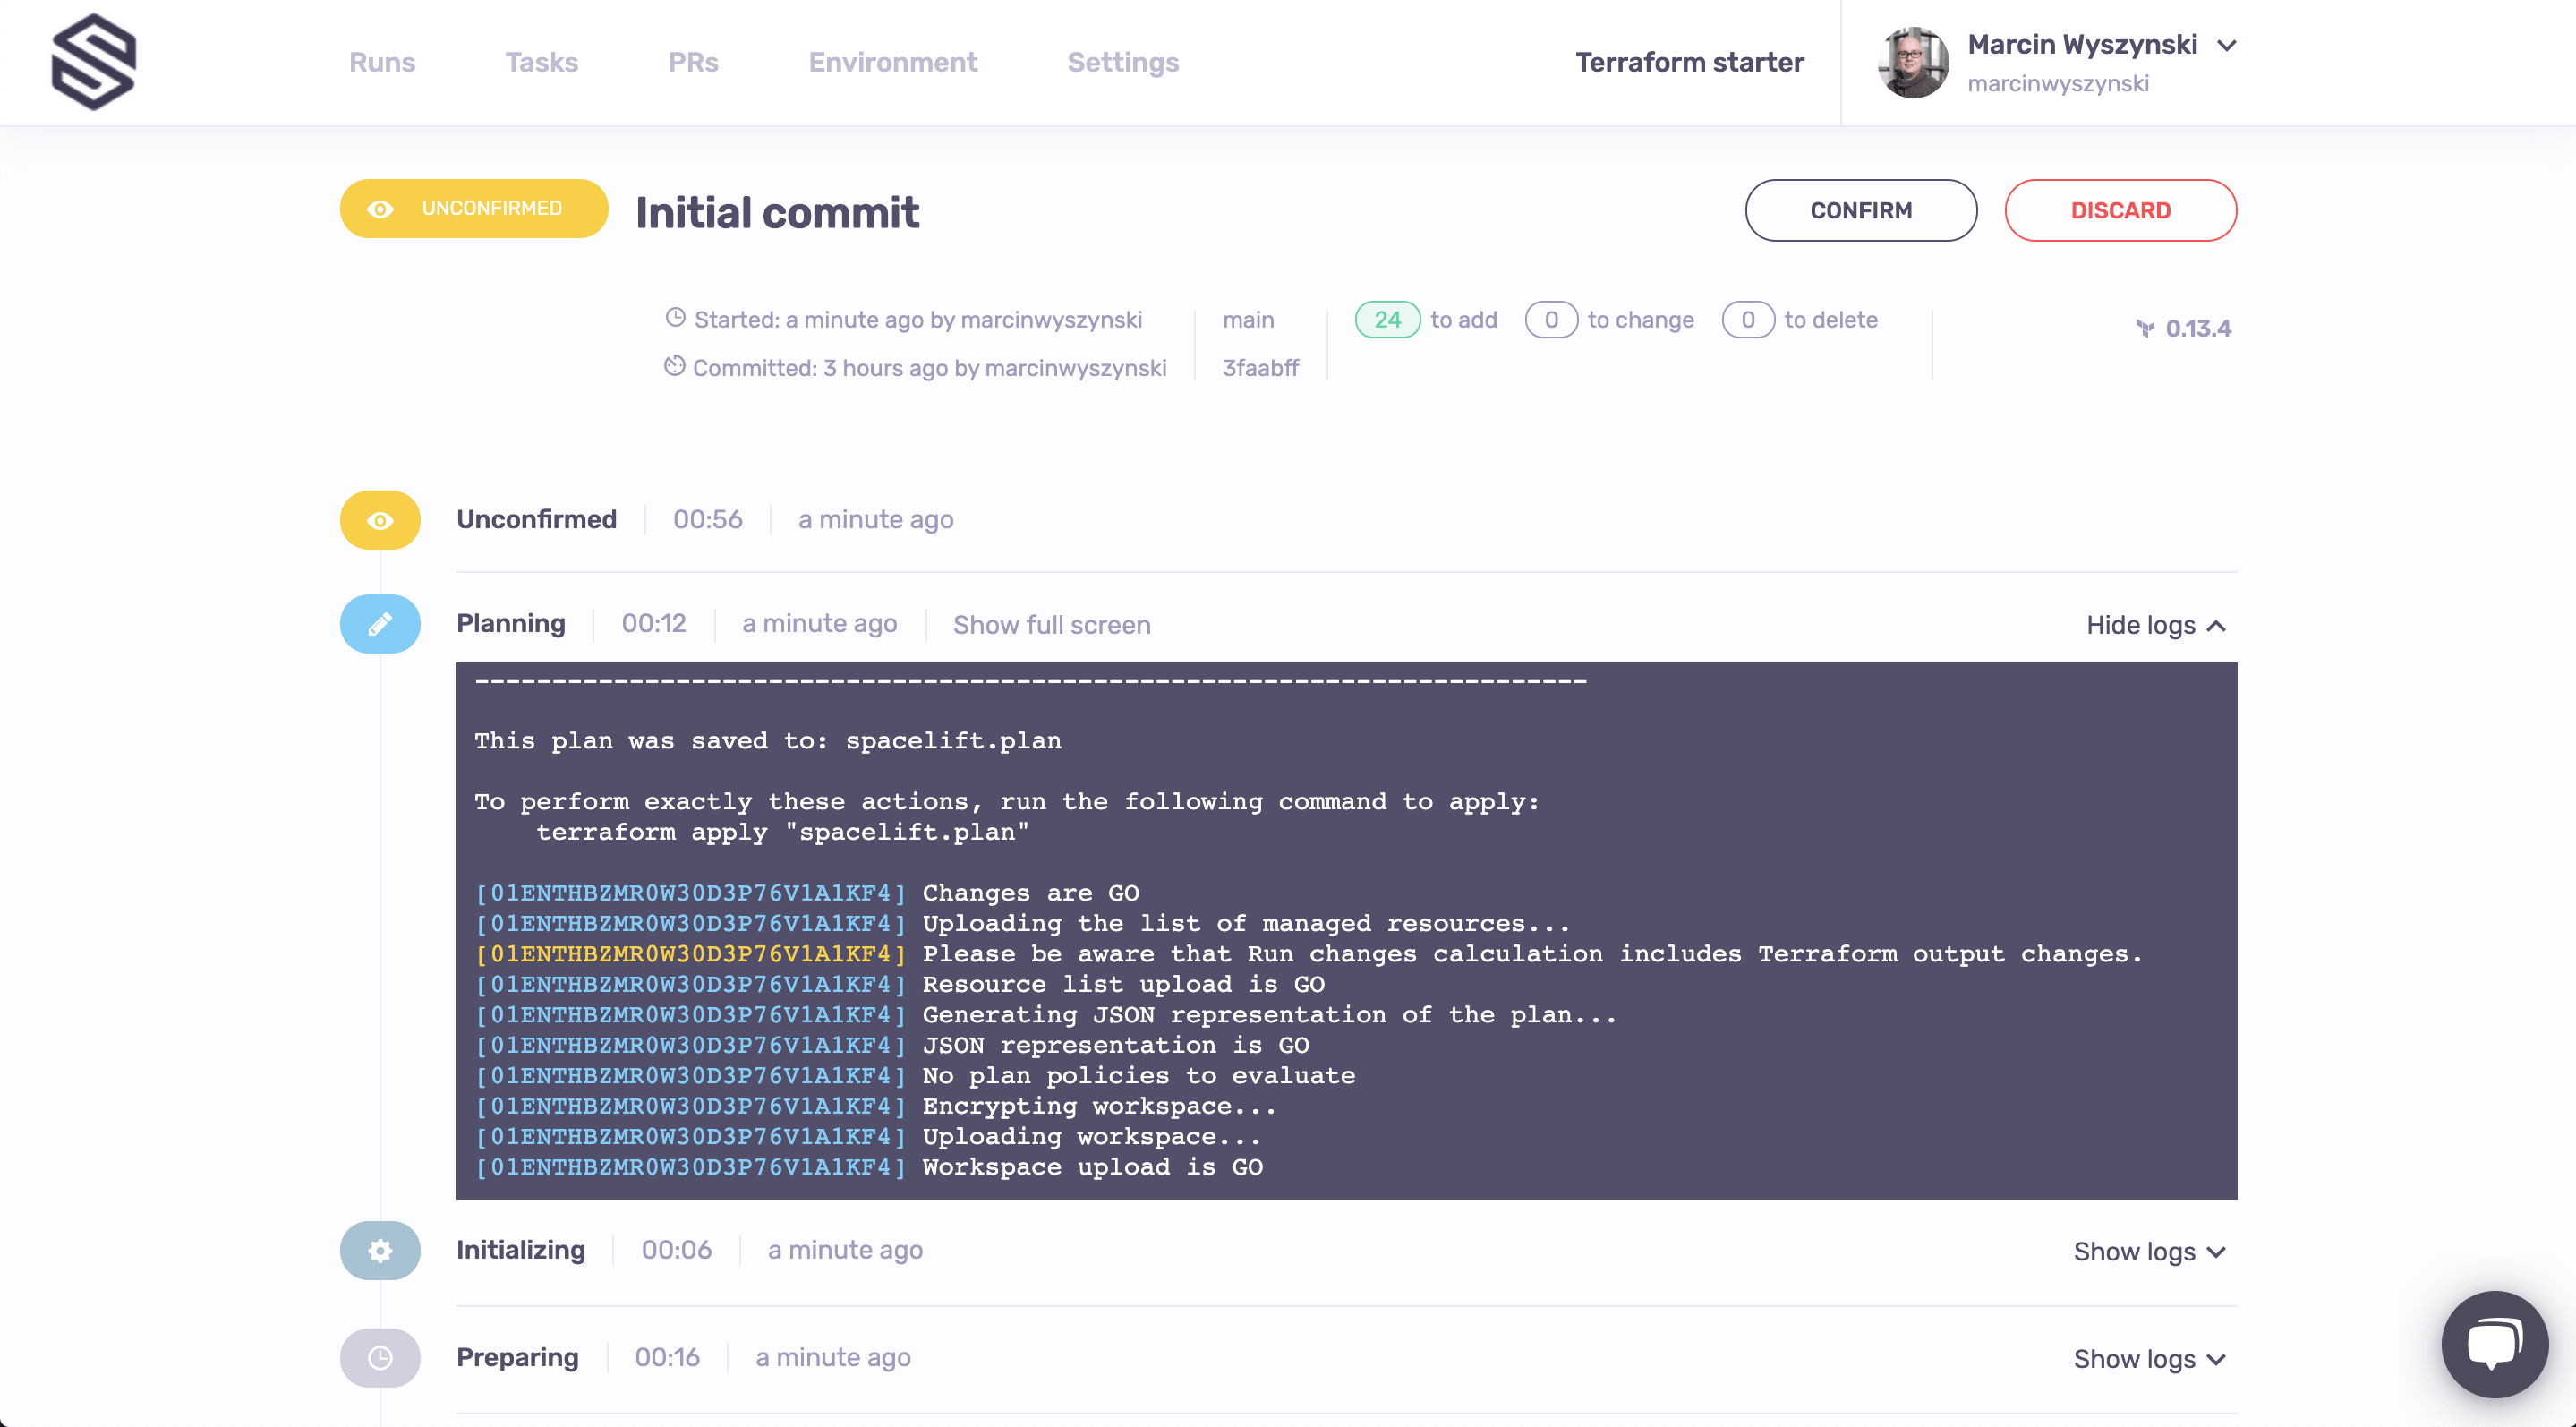 Runs Tasks PRs Environment Settings Terraform starter Marcin Wyszynski
marcinwyszynski
UNCONFIRMED Initial commit CONFIRM DISCARD
Started: a minute ago by marcinwyszynski main 24 to add 0 to change 0 to delete 0.13.4
Committed: 3 hours ago by marcinwyszynski 3faabff
Unconfirmed 00:56 a minute ago
Planning 00:12 a minute ago Show full screen Hide logs
------------------------------------------------------------------------
This plan was saved to: spacelift.plan
To perform exactly these actions, run the following command to apply:
terraform apply "spacelift.plan"
[01ENTHBZMR0W30D3P76V1A1KF4] Changes are GO
[01ENTHBZMR0W30D3P76V1A1KF4] Uploading the list of managed resources...
[01ENTHBZMR0W30D3P76V1A1KF4] Please be aware that Run changes calculation includes Terraform output changes.
[01ENTHBZMR0W30D3P76V1A1KF4] Resource list upload is GO
[01ENTHBZMR0W30D3P76V1A1KF4] Generating JSON representation of the plan...
[01ENTHBZMR0W30D3P76V1A1KF4] JSON representation is GO
[01ENTHBZMR0W30D3P76V1A1KF4] No plan policies to evaluate
[01ENTHBZMR0W30D3P76V1A1KF4] Encrypting workspace...
[01ENTHBZMR0W30D3P76V1A1KF4] Uploading workspace...
[01ENTHBZMR0W30D3P76V1A1KF4] Workspace upload is GO
Initializing 00:06 a minute ago Show logs
Preparing 00:16 a minute ago Show logs